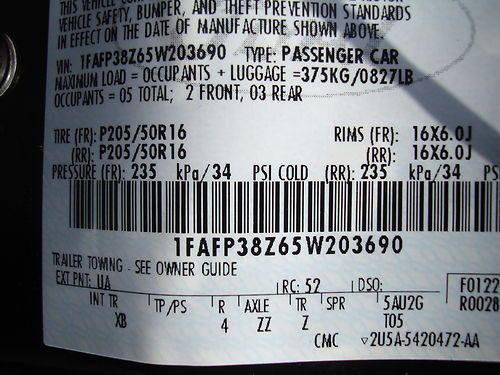 THIS VEHICLE
VEHICLE SAFETY, BUMPER, AND THEFT PREVENTION STANDARDS
IN EFFECT ON THE DATE OF MANUFACTURE SHOWN ABOVE.
VIN: 1FAFP38Z65W203690 TYPE: PASSENGER CAR
MAXIMUM LOAD = OCCUPANTS + LUGGAGE =375KG/0827LB
OCCUPANTS = 05 TOTAL; 2 FRONT, 03 REAR
TIRE (FR): P205/50R16 RIMS (FR): 16X6.0J
(RR): P205/50R16 (RR): 16X6.0J
PRESSURE (FR): 235 kPa/34 PSI COLD (RR): 235 kPa/34 PSI
1FAFP38Z65W203690
TRAILER TOWING - SEE OWNER GUIDE
EXT PNT: UA RC: 52 DSO: F0122
INT TR TP/PS R AXLE TR SPR 5AU2G R0028
XB 4 ZZ Z T05
CMC ▽2U5A-5420472-AA